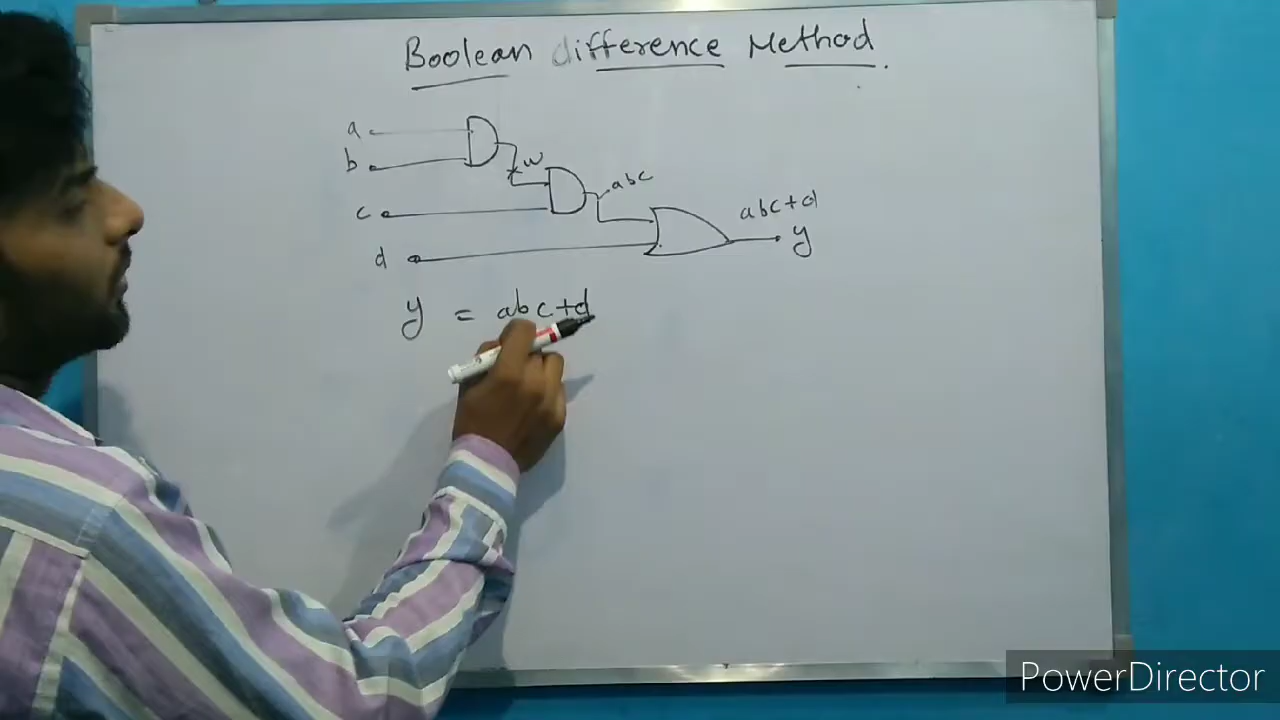 Boolean difference Method.
a
b
w
abc
c
abc+d
y
d
y = abc+d
PowerDirector